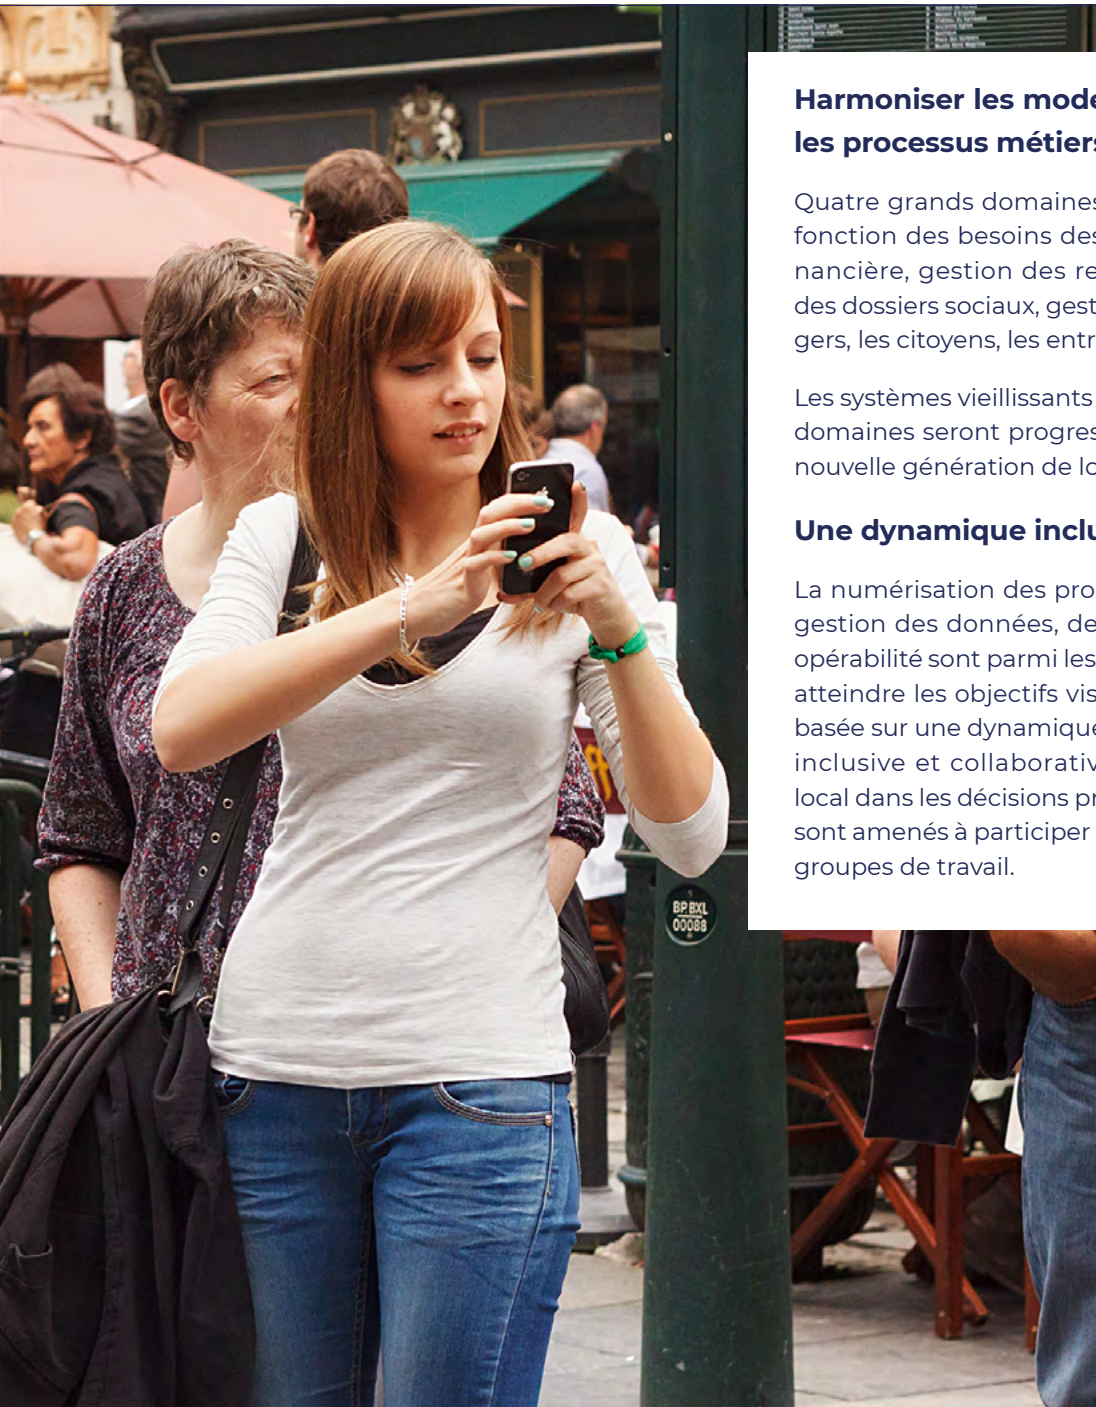 Harmoniser les mod
les processus métiers
Quatre grands domaines
fonction des besoins des
nancière, gestion des re
des dossiers sociaux, gest
gers, les citoyens, les entr
Les systèmes vieillissants
domaines seront progres
nouvelle génération de lo
Une dynamique inclu
La numérisation des pro
gestion des données, de
opérabilité sont parmi les
atteindre les objectifs vis
basée sur une dynamique
inclusive et collaborativ
local dans les décisions pr
sont amenés à participer
groupes de travail.
BP.BXL
00088